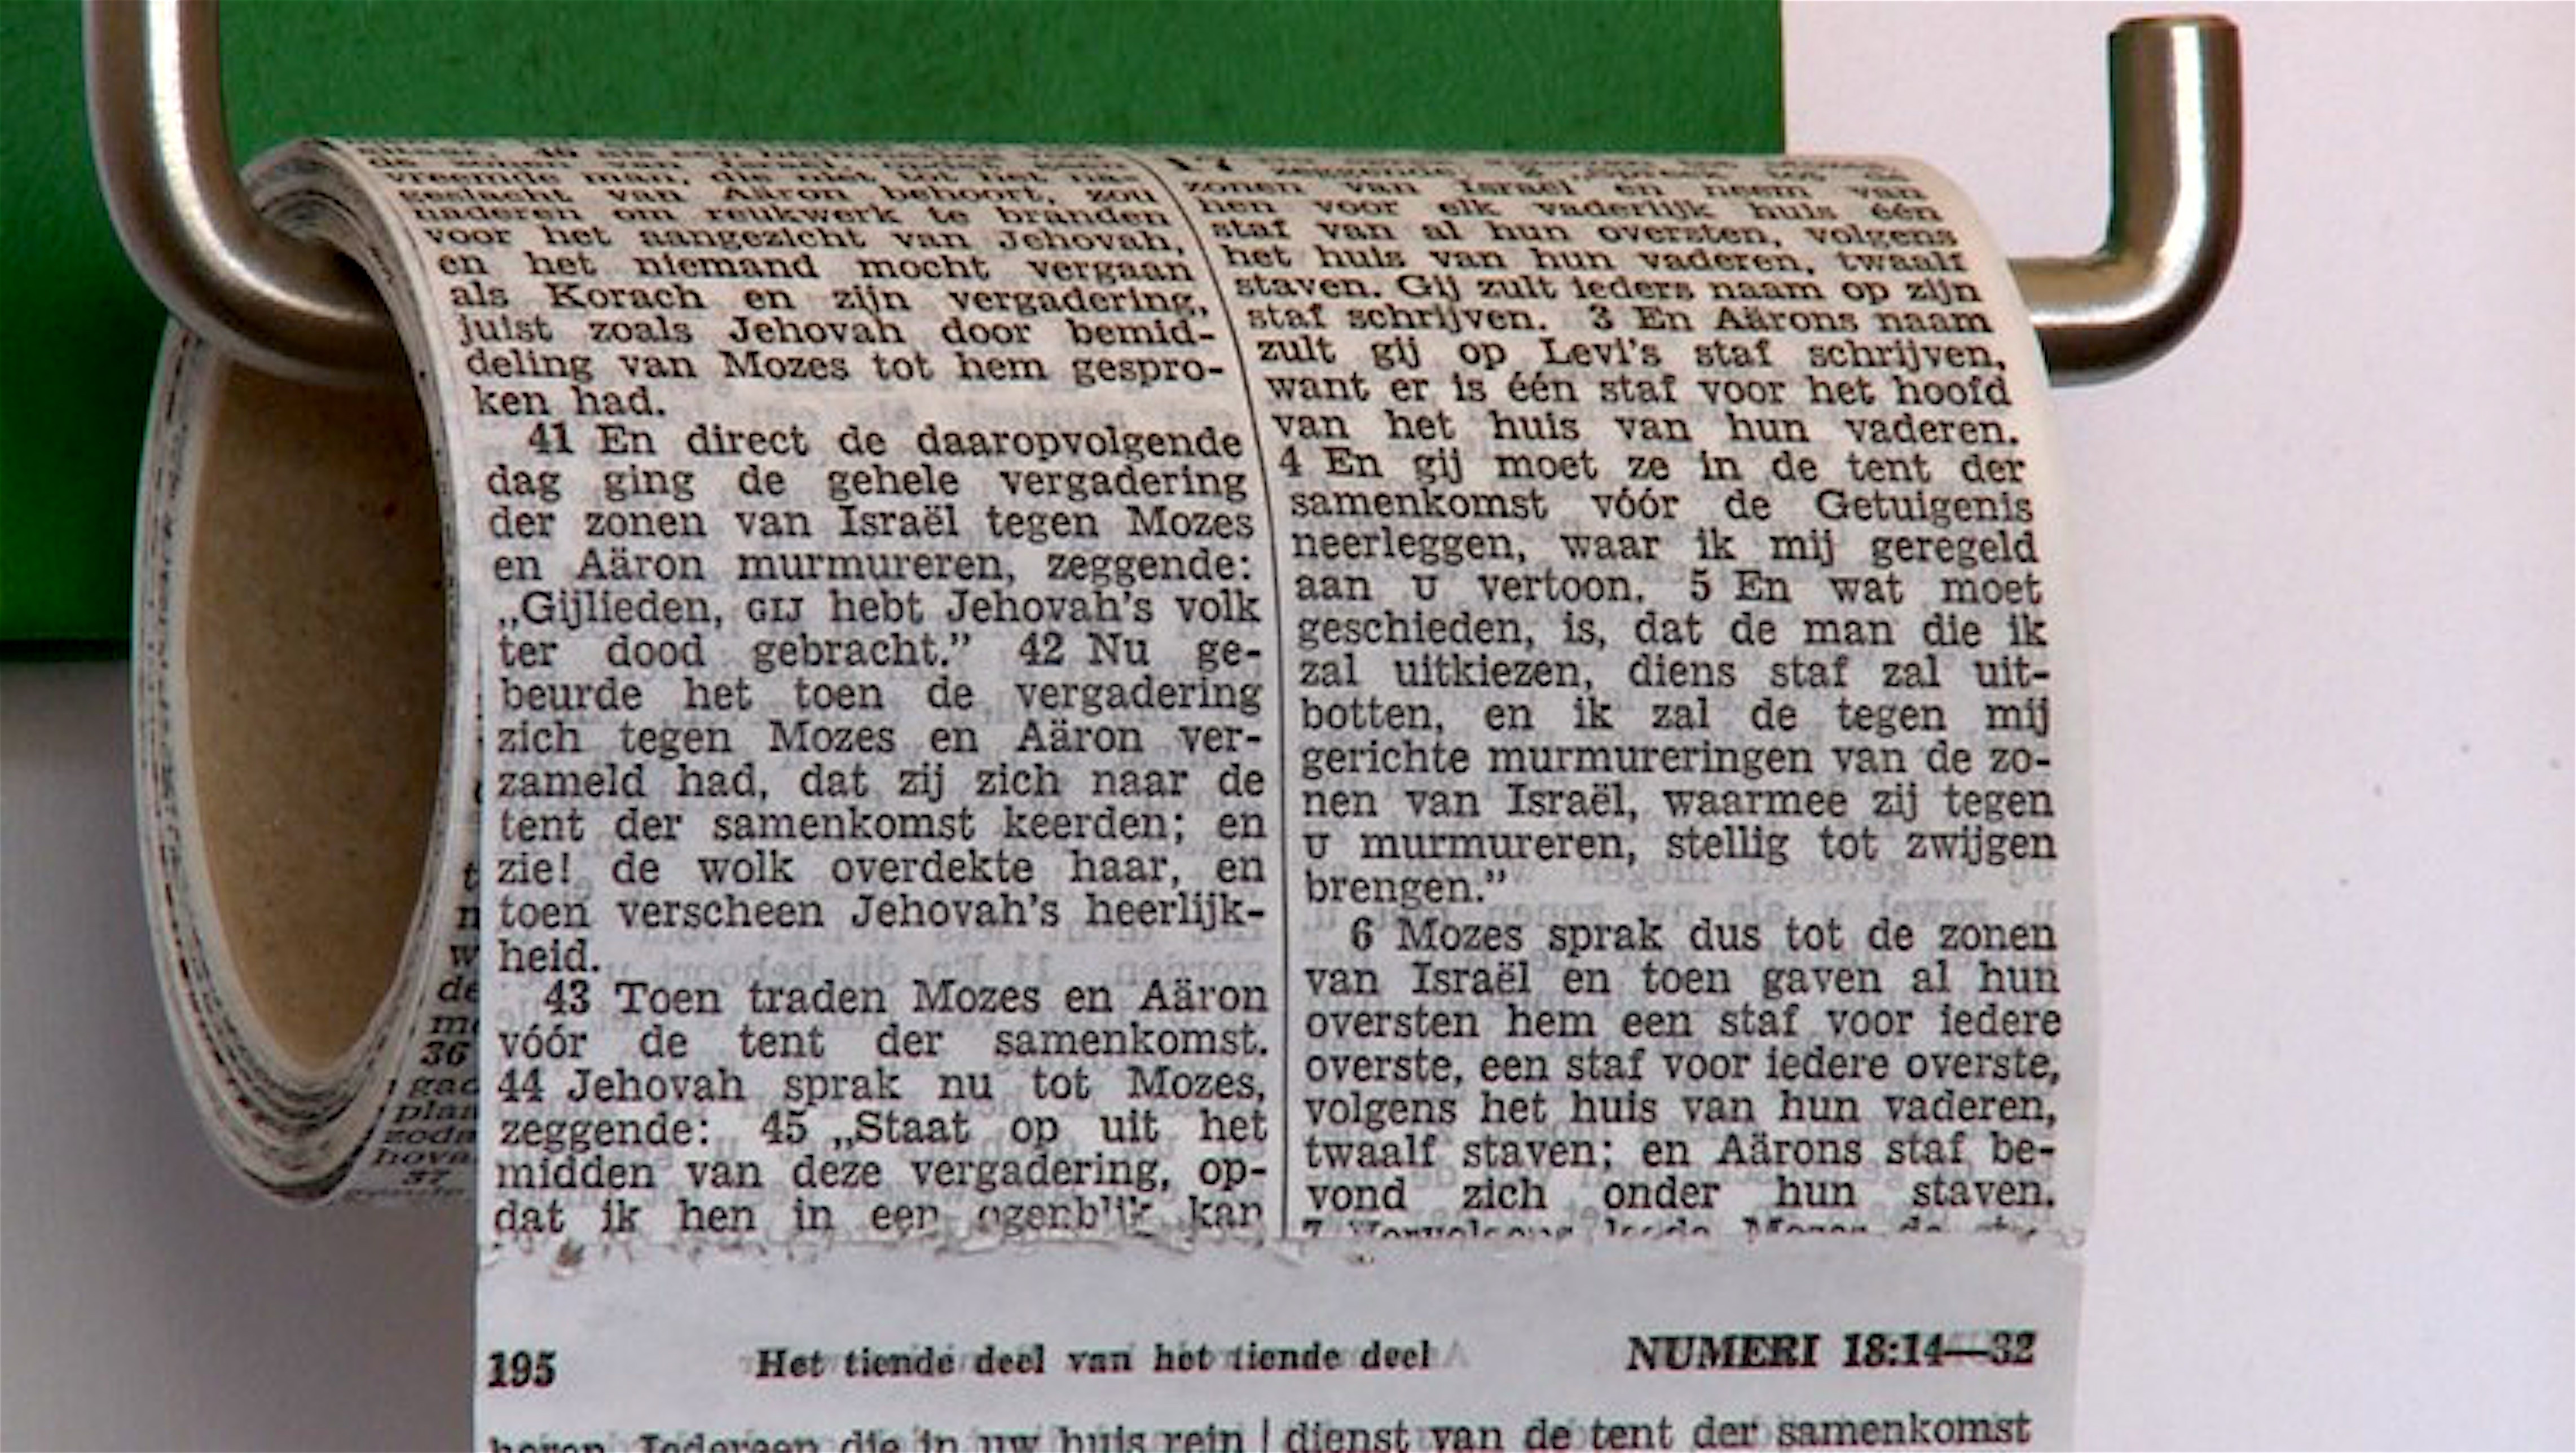 vreemde man, die niet tot het na-
geslacht van Aäron behoort, zou
naderen om reukwerk te branden
voor het aangezicht van Jehovah,
en het niemand mocht vergaan
als Korach en zijn vergadering,
juist zoals Jehovah door bemid-
deling van Mozes tot hem gespro-
ken had.
41 En direct de daaropvolgende
dag ging de gehele vergadering
der zonen van Israël tegen Mozes
en Aäron murmureren, zeggende:
„Gijlieden, GIJ hebt Jehovah's volk
ter dood gebracht.” 42 Nu ge-
beurde het toen de vergadering
zich tegen Mozes en Aäron ver-
zameld had, dat zij zich naar de
tent der samenkomst keerden; en
zie! de wolk overdekte haar, en
toen verscheen Jehovah's heerlijk-
heid.
43 Toen traden Mozes en Aäron
vóór de tent der samenkomst.
44 Jehovah sprak nu tot Mozes,
zeggende: 45 „Staat op uit het
midden van deze vergadering, op-
dat ik hen in een ogenblik kan
17
zeggende: 2 „Spreek tot de
zonen van Israël en neem van
hen voor elk vaderlijk huis één
staf van al hun oversten, volgens
het huis van hun vaderen, twaalf
staven. Gij zult ieders naam op zijn
staf schrijven. 3 En Aärons naam
zult gij op Levi's staf schrijven,
want er is één staf voor het hoofd
van het huis van hun vaderen.
4 En gij moet ze in de tent der
samenkomst vóór de Getuigenis
neerleggen, waar ik mij geregeld
aan U vertoon. 5 En wat moet
geschieden, is, dat de man die ik
zal uitkiezen, diens staf zal uit-
botten, en ik zal de tegen mij
gerichte murmureringen van de zo-
nen van Israël, waarmee zij tegen
U murmureren, stellig tot zwijgen
brengen.”
6 Mozes sprak dus tot de zonen
van Israël en toen gaven al hun
oversten hem een staf voor iedere
overste, een staf voor iedere overste,
volgens het huis van hun vaderen,
twaalf staven; en Aärons staf be-
vond zich onder hun staven.
7 Mozes de
36
37
195 Het tiende deel van het tiende deel NUMERI 18:14—32
Iedereen die in uw huis rein
dienst van de tent der samenkomst